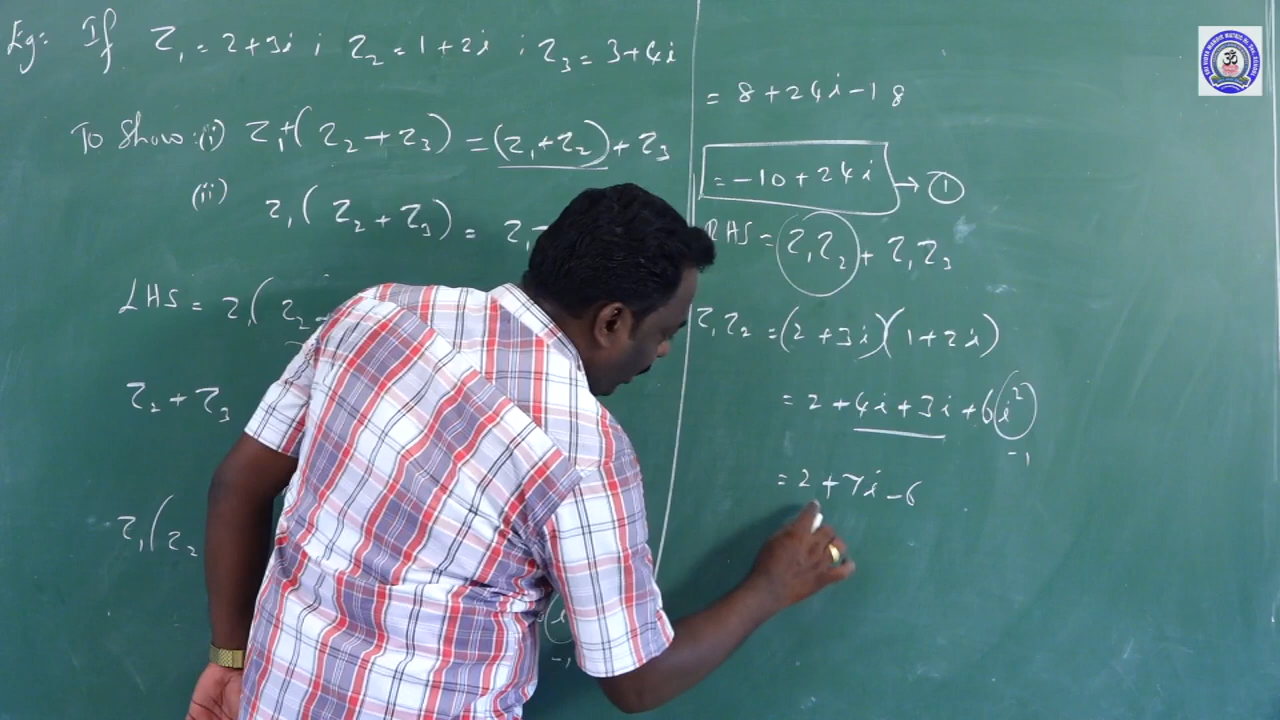 Eg: If z₁ = 2+3i ; z₂ = 1+2i ; z₃ = 3+4i
To Show: (i) z₁+(z₂+z₃) = (z₁+z₂)+z₃
(ii) z₁(z₂+z₃) = z₁
LHS = z₁(z₂
z₂+z₃
z₁(z₂
-1
= 8+24i-18
= -10+24i → ①
RHS = z₁z₂ + z₁z₃
z₁z₂ = (2+3i)(1+2i)
= 2+4i+3i+6i²
-1
= 2+7i-6